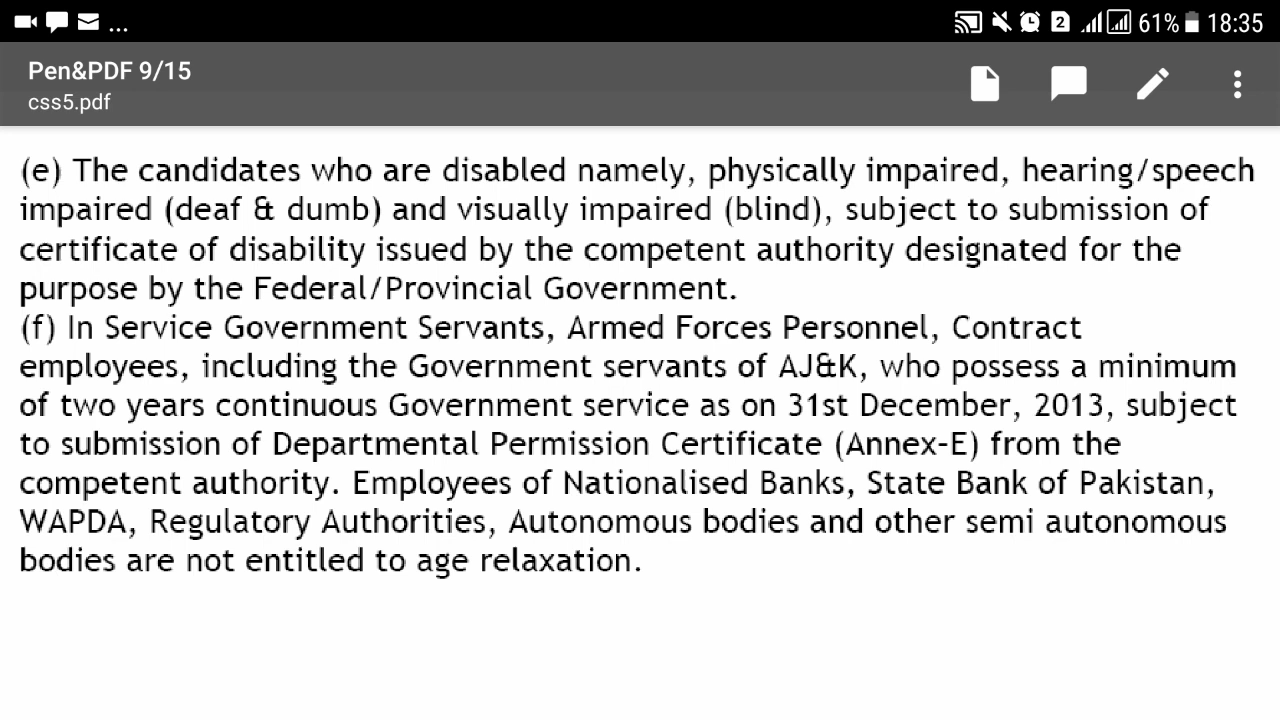 ... 2 61% 18:35
Pen&PDF 9/15
css5.pdf
(e) The candidates who are disabled namely, physically impaired, hearing/speech
impaired (deaf & dumb) and visually impaired (blind), subject to submission of
certificate of disability issued by the competent authority designated for the
purpose by the Federal/Provincial Government.
(f) In Service Government Servants, Armed Forces Personnel, Contract
employees, including the Government servants of AJ&K, who possess a minimum
of two years continuous Government service as on 31st December, 2013, subject
to submission of Departmental Permission Certificate (Annex-E) from the
competent authority. Employees of Nationalised Banks, State Bank of Pakistan,
WAPDA, Regulatory Authorities, Autonomous bodies and other semi autonomous
bodies are not entitled to age relaxation.